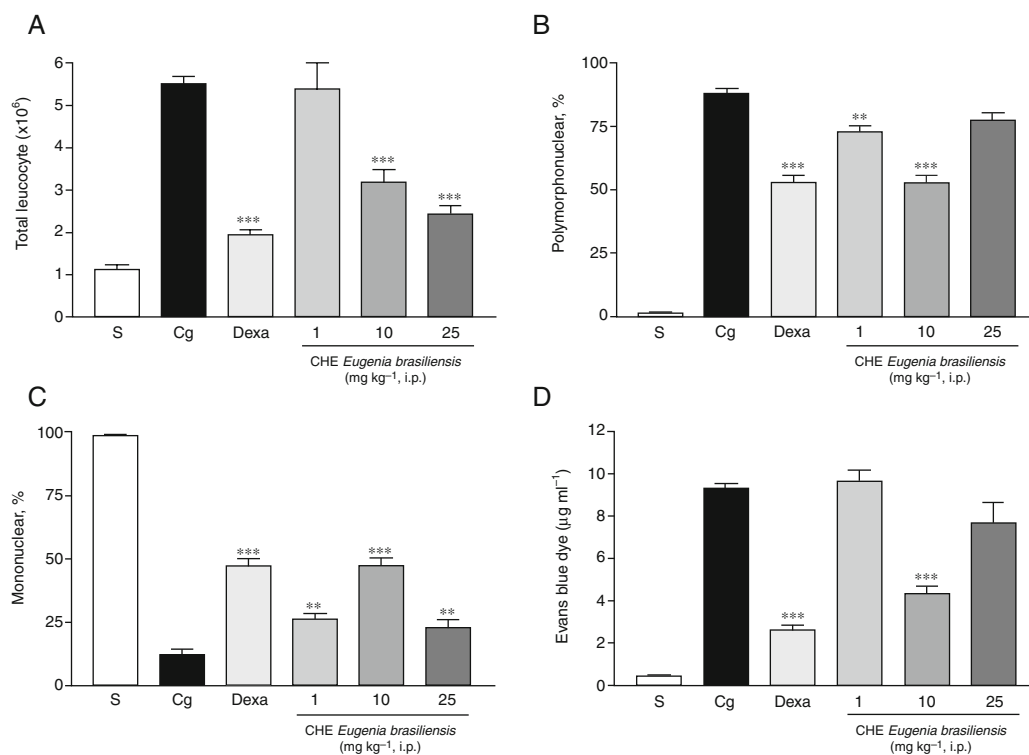 A
Total leucocyte (x10⁶)
6
5
4
3
2
1
0
***
***
***
S Cg Dexa 1 10 25
CHE Eugenia brasiliensis
(mg kg⁻¹, i.p.)
B
Polymorphonuclear, %
100
75
50
25
0
***
**
***
S Cg Dexa 1 10 25
CHE Eugenia brasiliensis
(mg kg⁻¹, i.p.)
C
Mononuclear, %
100
75
50
25
0
***
**
***
**
S Cg Dexa 1 10 25
CHE Eugenia brasiliensis
(mg kg⁻¹, i.p.)
D
Evans blue dye (μg ml⁻¹)
12
10
8
6
4
2
0
***
***
S Cg Dexa 1 10 25
CHE Eugenia brasiliensis
(mg kg⁻¹, i.p.)